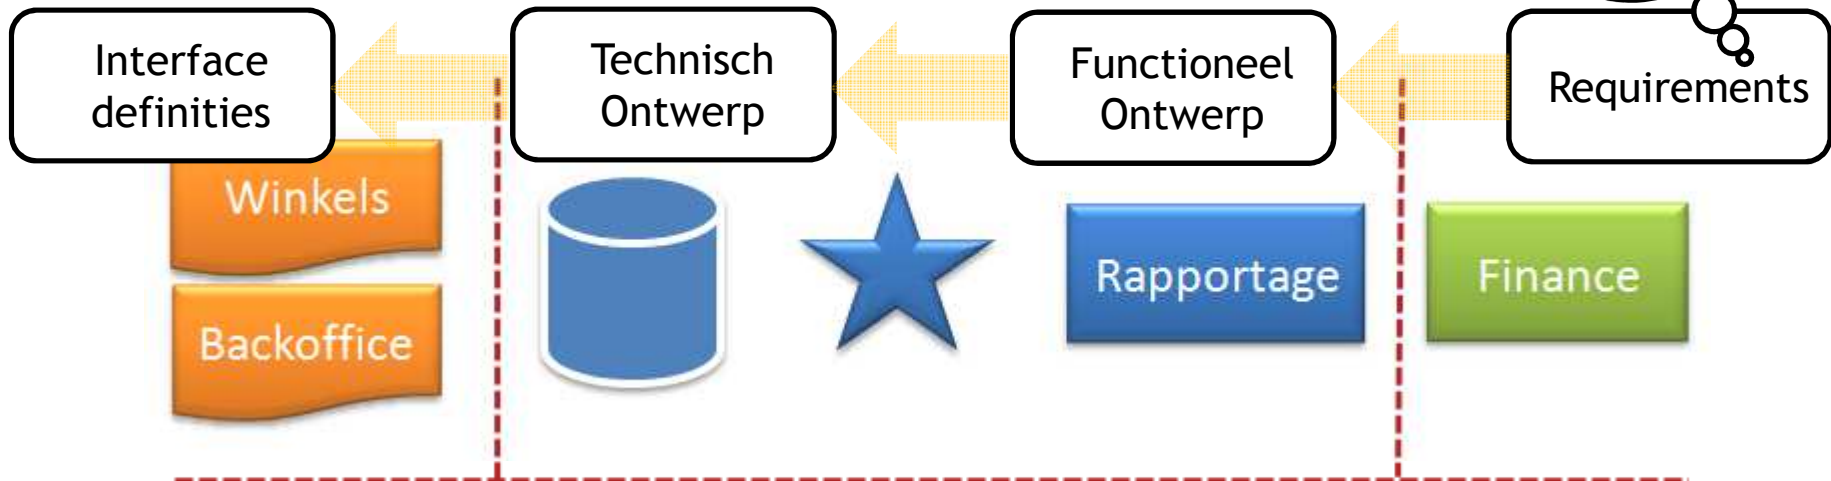 Interface
definities
Technisch
Ontwerp
Functioneel
Ontwerp
Requirements
Winkels
Backoffice
Rapportage
Finance